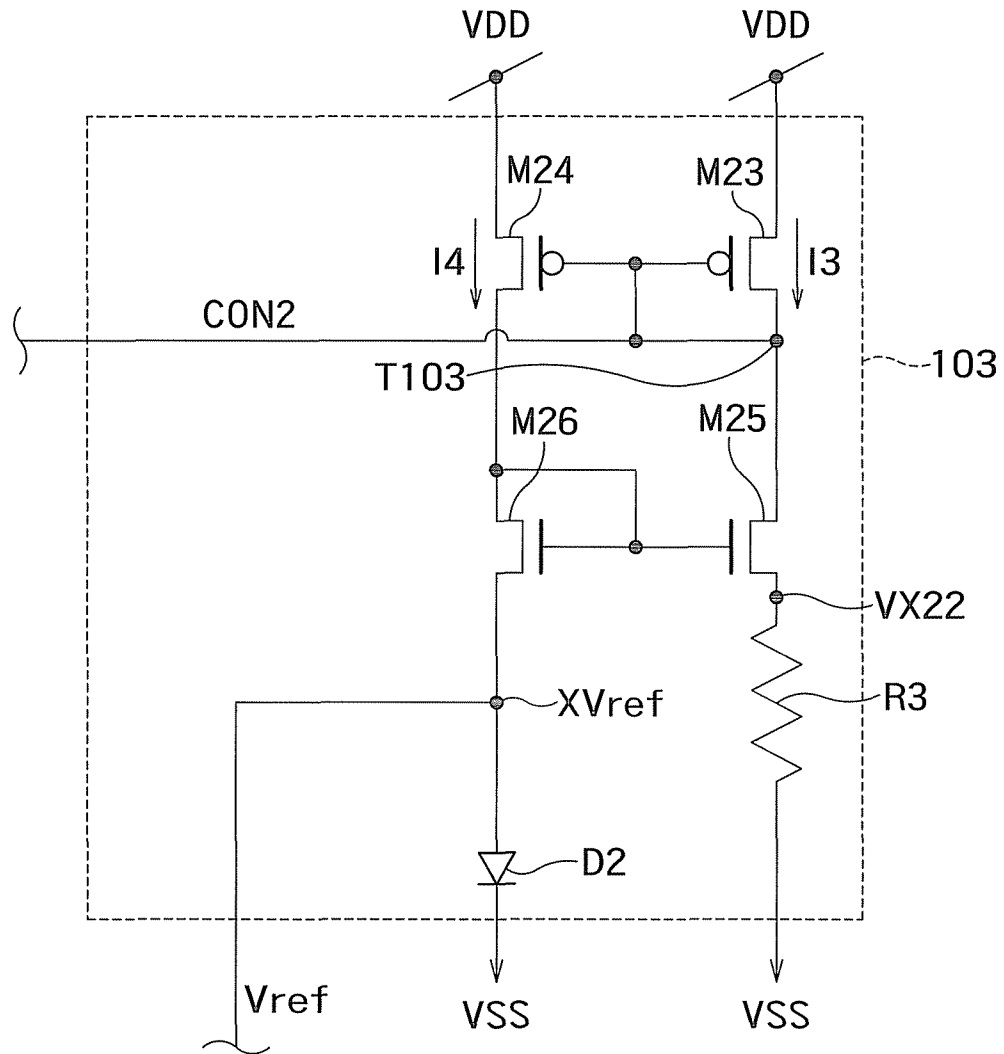 VDD
VDD
M24
M23
I4
I3
CON2
T103
103
M26
M25
VX22
XVref
R3
D2
Vref
VSS
VSS